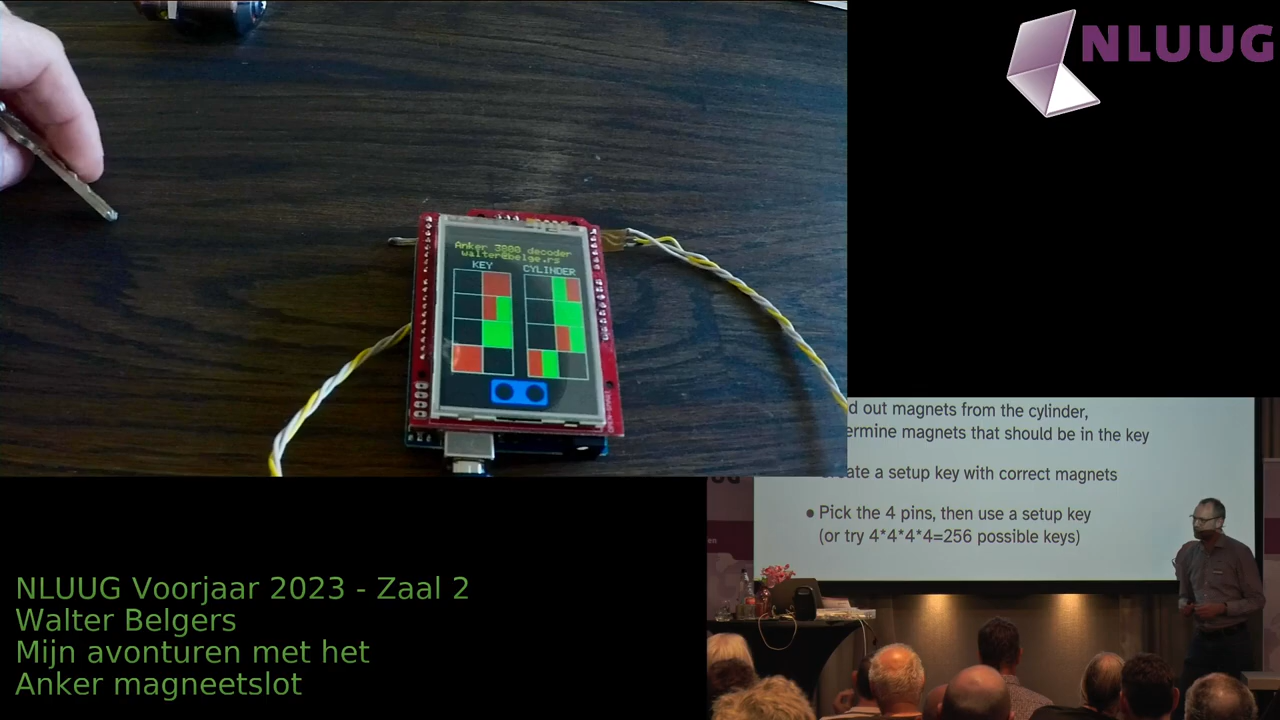 NLUUG
Anker 3800 decoder
walter@belge.rs
KEY CYLINDER
d out magnets from the cylinder,
ermine magnets that should be in the key
ate a setup key with correct magnets
• Pick the 4 pins, then use a setup key
(or try 4*4*4*4=256 possible keys)
NLUUG Voorjaar 2023 - Zaal 2
Walter Belgers
Mijn avonturen met het
Anker magneetslot